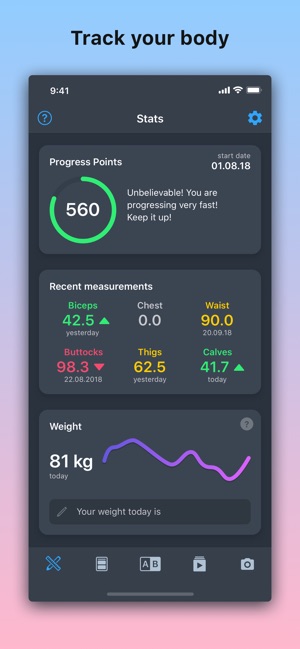 Track your body
9:41
Stats
Progress Points
start date
01.08.18
560
Unbelievable! You are
progressing very fast!
Keep it up!
Recent measurements
Biceps Chest Waist
42.5 0.0 90.0
yesterday 20.09.18
Buttocks Thigs Calves
98.3 62.5 41.7
22.08.2018 yesterday today
Weight
?
81 kg
today
Your weight today is
A B